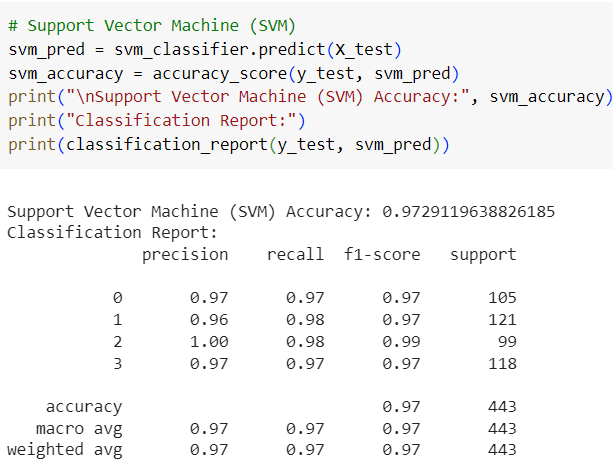 # Support Vector Machine (SVM)
svm_pred = svm_classifier.predict(X_test)
svm_accuracy = accuracy_score(y_test, svm_pred)
print("\nSupport Vector Machine (SVM) Accuracy:", svm_accuracy)
print("Classification Report:")
print(classification_report(y_test, svm_pred))
Support Vector Machine (SVM) Accuracy: 0.9729119638826185
Classification Report:
precision recall f1-score support
0 0.97 0.97 0.97 105
1 0.96 0.98 0.97 121
2 1.00 0.98 0.99 99
3 0.97 0.97 0.97 118
accuracy 0.97 443
macro avg 0.97 0.97 0.97 443
weighted avg 0.97 0.97 0.97 443